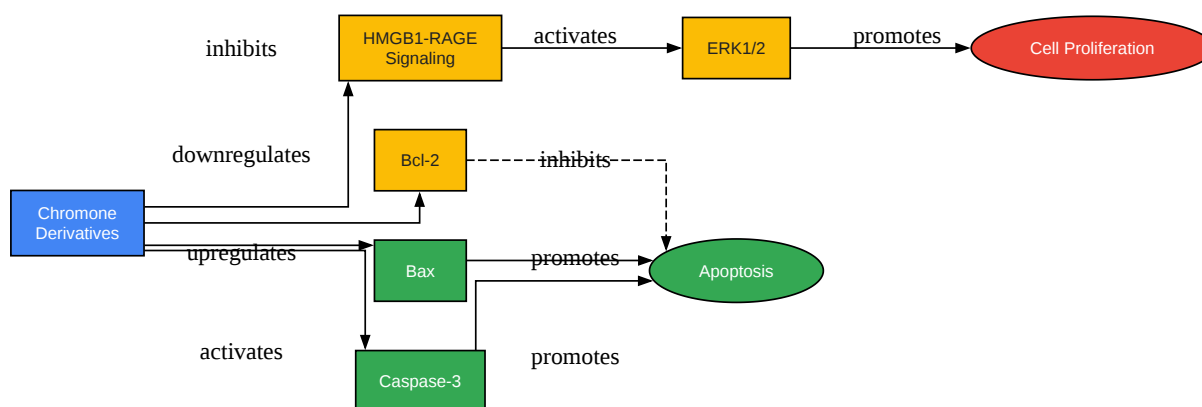 inhibits
HMGB1-RAGE
Signaling
activates
ERK1/2
promotes
Cell Proliferation
downregulates
Bcl-2
inhibits
Chromone
Derivatives
upregulates
Bax
promotes
Apoptosis
activates
Caspase-3
promotes